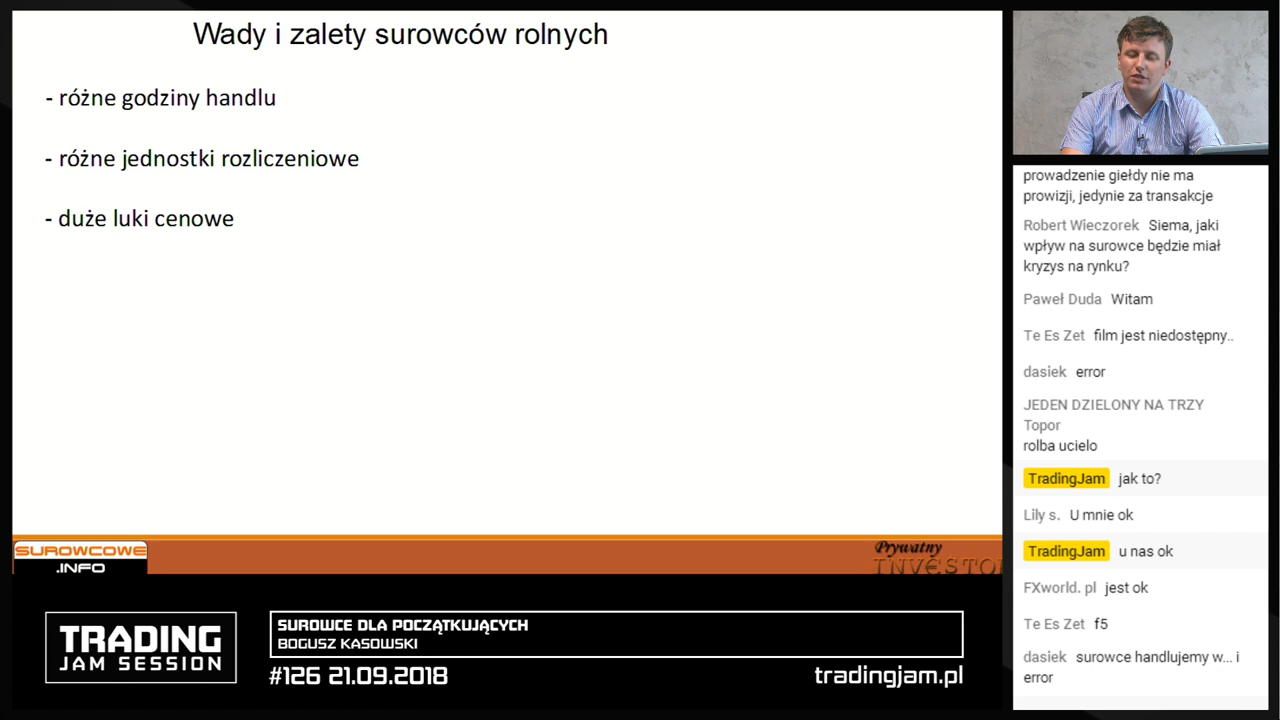 Wady i zalety surowców rolnych
- różne godziny handlu
- różne jednostki rozliczeniowe
- duże luki cenowe
SUROWCOWE
.INFO
Prywatny
INVESTO
TRADING
JAM SESSION
SUROWCE DLA POCZĄTKUJĄCYCH
BOGUSZ KASOWSKI
#126 21.09.2018
tradingjam.pl
prowadzenie giełdy nie ma
prowizji, jedynie za transakcje
Robert Wieczorek Siema, jaki
wpływ na surowce będzie miał
kryzys na rynku?
Paweł Duda Witam
Te Es Zet film jest niedostępny..
dasiek error
JEDEN DZIELONY NA TRZY
Topor
rolba ucielo
TradingJam jak to?
Lily s. U mnie ok
TradingJam u nas ok
FXworld. pl jest ok
Te Es Zet f5
dasiek surowce handlujemy w... i
error